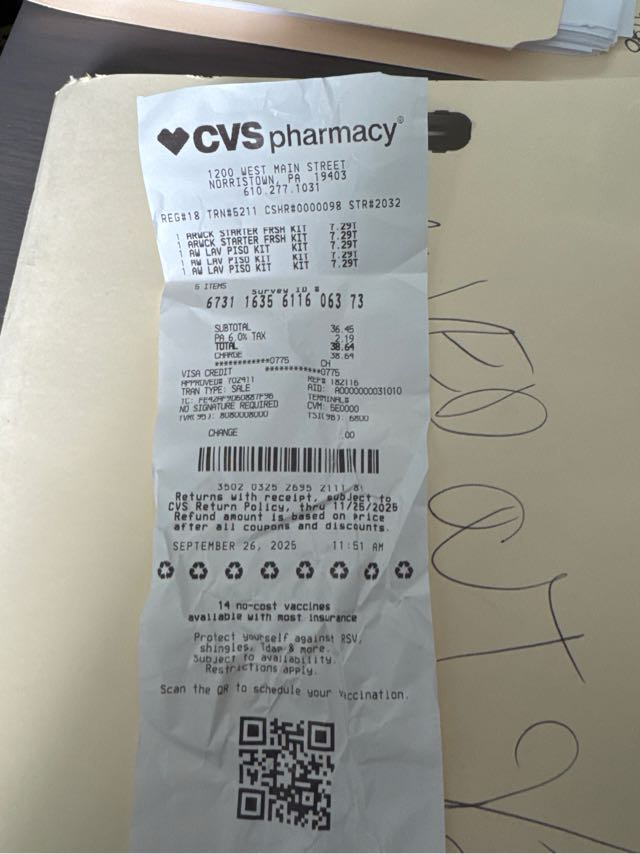 CVS pharmacy®
1200 WEST MAIN STREET
NORRISTOWN, PA 19403
610.277.1031
REG#18 TRN#5211 CSHR#0000098 STR#2032
1 ARWCK STARTER FRSH KIT 7.29T
1 ARWCK STARTER FRSH KIT 7.29T
1 AW LAV PISO KIT KIT 7.29T
1 AW LAV PISO KIT KIT 7.29T
1 AW LAV PISO KIT KIT 7.29T
ITEMS
Survey ID #
6731 1635 6116 063 73
SUBTOTAL 36.45
PA 6.0% TAX 2.19
TOTAL 38.64
CHARGE 38.64
************0775 CH
VISA CREDIT ************0775
APPROVED# REF# 182116
TRAN TYPE: SALE AID: A0000000031010
TC: TERMINAL#
NO SIGNATURE REQUIRED CVM: 5E0000
TVR(95): 8080008000 TSI(9B): 6800
CHANGE .00
3502 0325 2695 2111 81
Returns with receipt, subject to
CVS Return Policy, thru 11/25/2025
Refund amount is based on price
after all coupons and discounts.
SEPTEMBER 26, 2025 11:51 AM
14 no-cost vaccines
available with most insurance
Protect yourself against RSV,
shingles, Tdap & more.
Subject to availability.
Restrictions apply.
Scan the QR to schedule your vaccination.